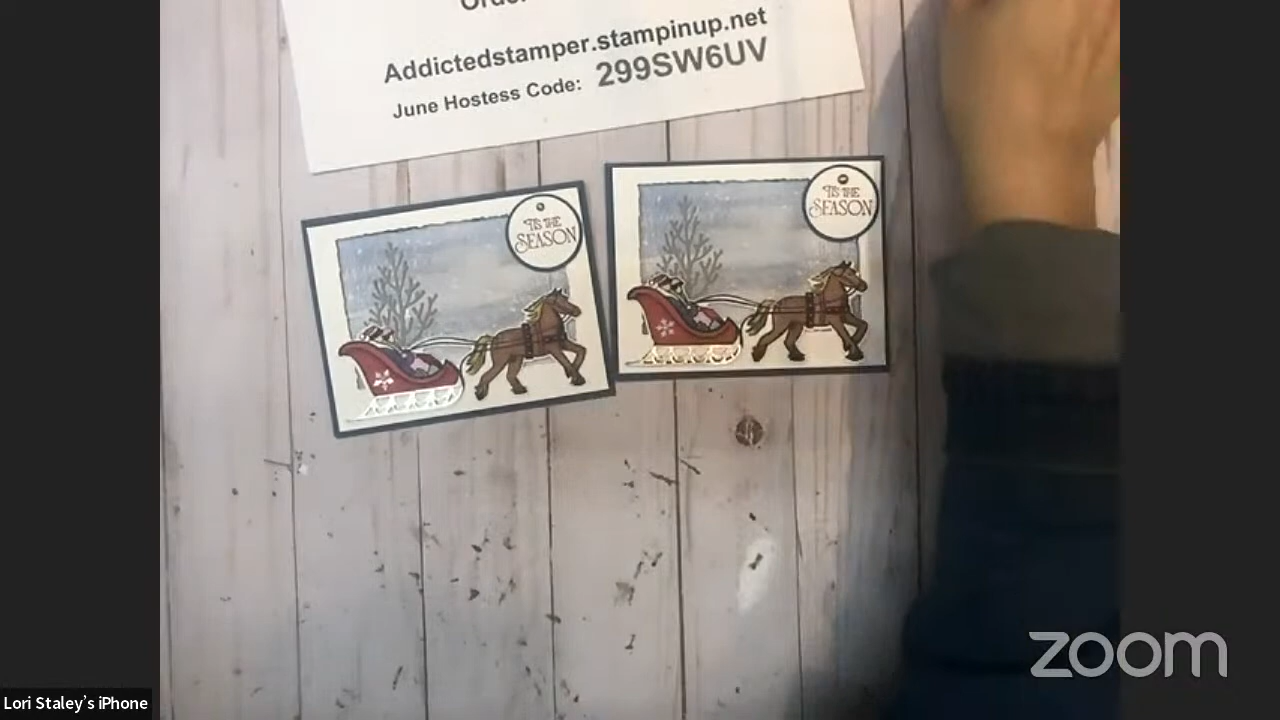 Addictedstamper.stampinup.net
June Hostess Code: 299SW6UV
'TIS THE
SEASON
'TIS THE
SEASON
zoom
Lori Staley's iPhone